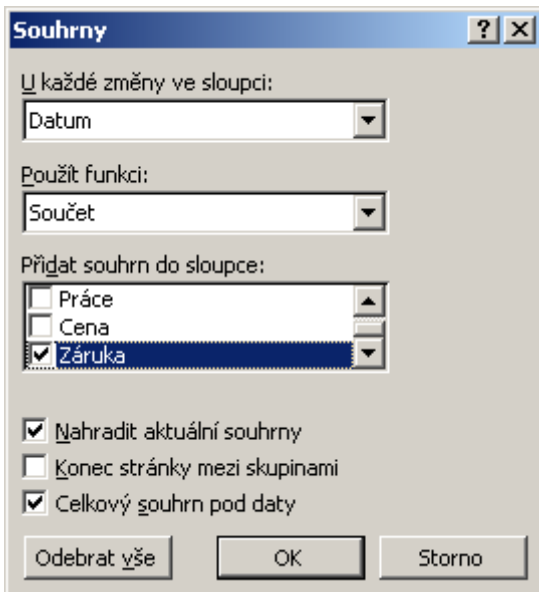 Souhrny
U každé změny ve sloupci:
Datum
Použít funkci:
Součet
Přidat souhrn do sloupce:
Práce
Cena
Záruka
Nahradit aktuální souhrny
Konec stránky mezi skupinami
Celkový souhrn pod daty
Odebrat vše OK Storno